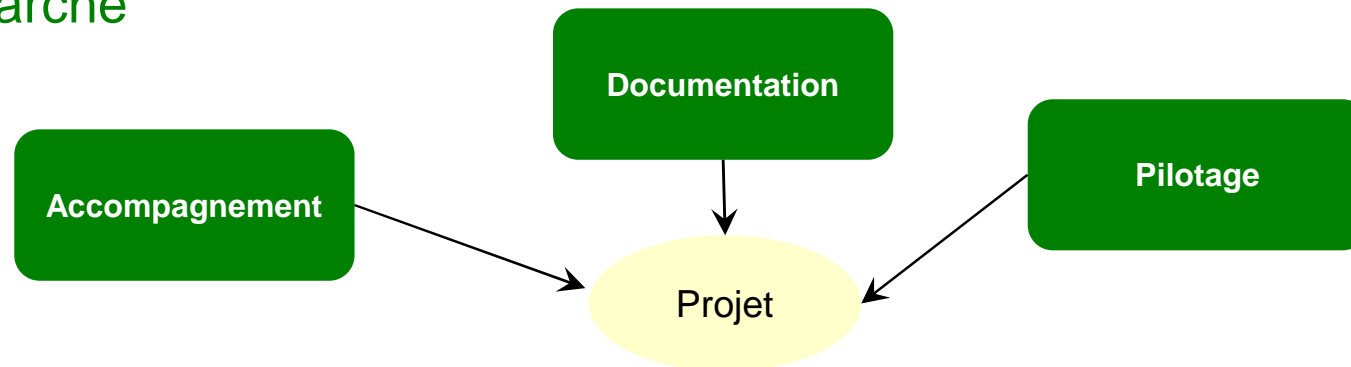 arche
Documentation
Pilotage
Accompagnement
Projet